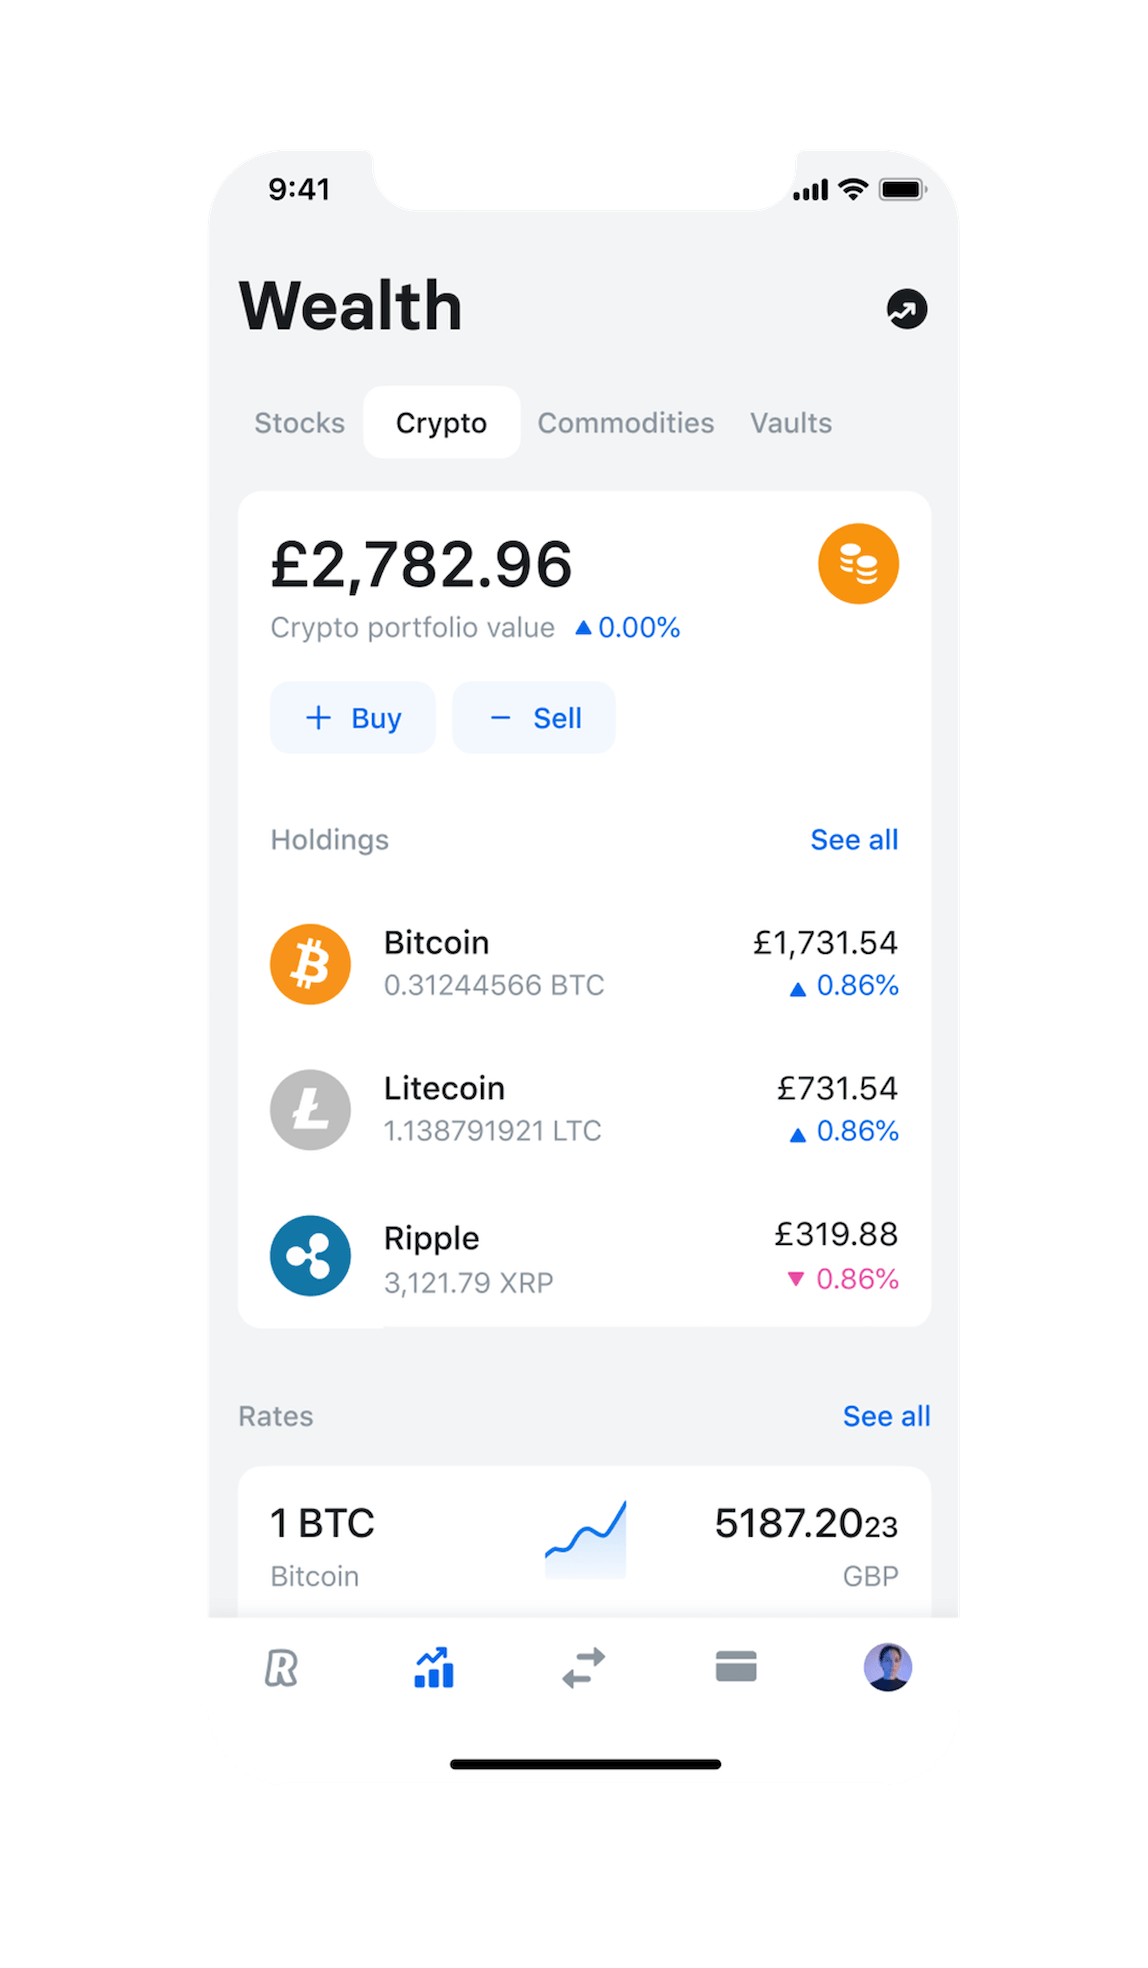 9:41
Wealth
Stocks Crypto Commodities Vaults
£2,782.96
Crypto portfolio value ▲ 0.00%
+ Buy − Sell
Holdings See all
Bitcoin £1,731.54
0.31244566 BTC ▲ 0.86%
Litecoin £731.54
1.138791921 LTC ▲ 0.86%
Ripple £319.88
3,121.79 XRP ▼ 0.86%
Rates See all
1 BTC 5187.2023
Bitcoin GBP
R